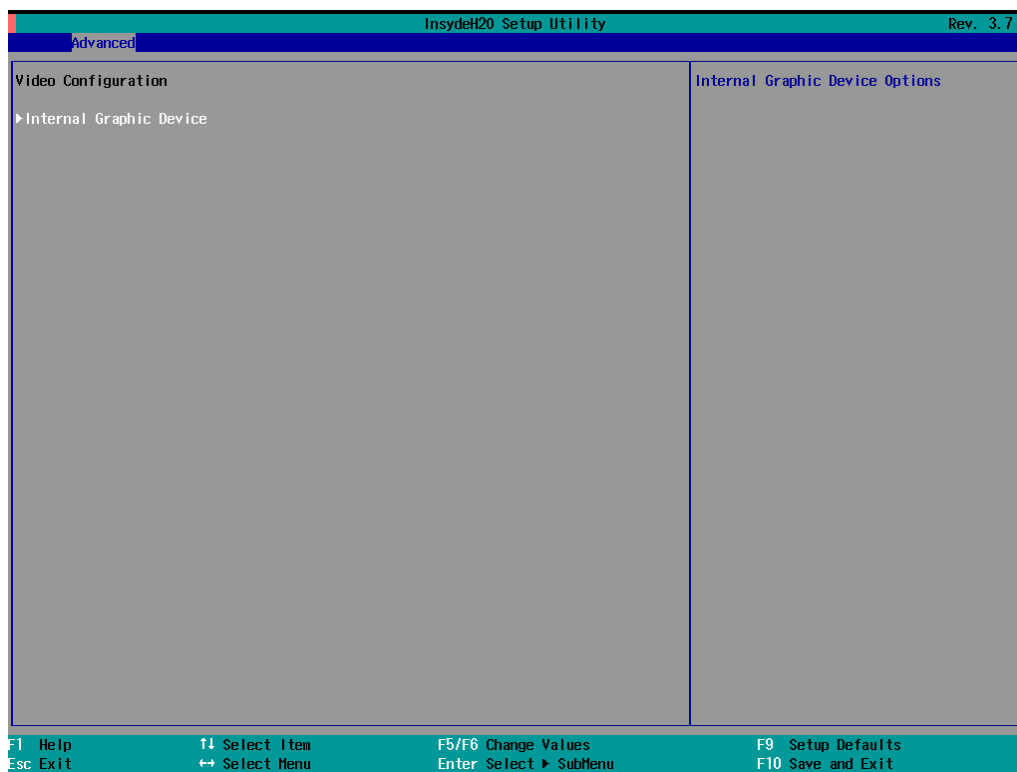 InsydeH20 Setup Utility Rev. 3.7
Advanced
Video Configuration
Internal Graphic Device Options
▶Internal Graphic Device
F1 Help ↑↓ Select Item F5/F6 Change Values F9 Setup Defaults
Esc Exit ↔ Select Menu Enter Select ▶ SubMenu F10 Save and Exit